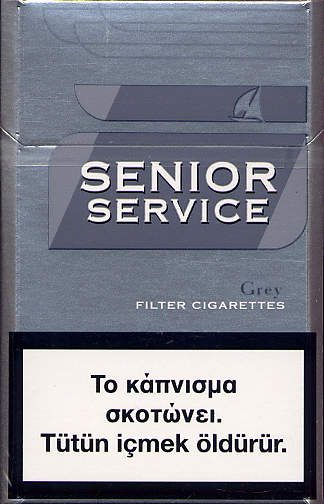 SENIOR
SERVICE
Grey
FILTER CIGARETTES
Το κάπνισμα
σκοτώνει.
Tütün içmek öldürür.